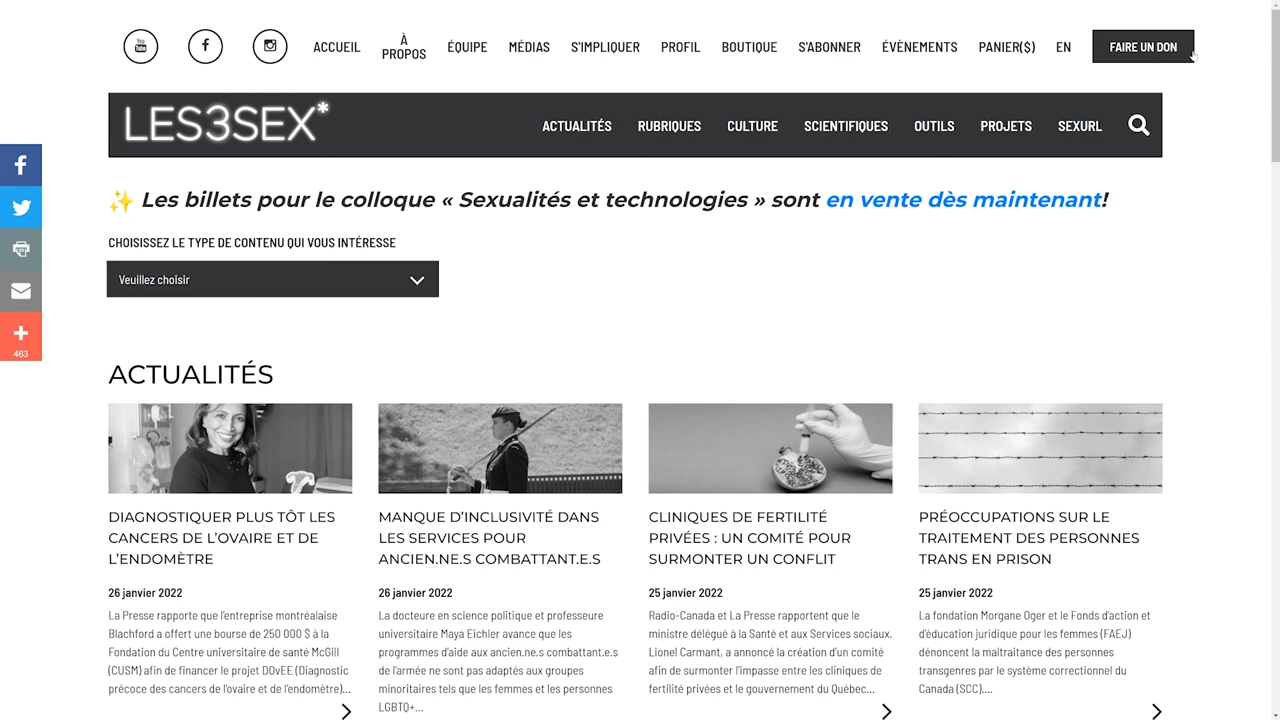 You Tube
ACCUEIL
À PROPOS
ÉQUIPE
MÉDIAS
S'IMPLIQUER
PROFIL
BOUTIQUE
S'ABONNER
ÉVÈNEMENTS
PANIER($)
EN
FAIRE UN DON
LES3SEX*
ACTUALITÉS
RUBRIQUES
CULTURE
SCIENTIFIQUES
OUTILS
PROJETS
SEXURL
463
✨ Les billets pour le colloque « Sexualités et technologies » sont en vente dès maintenant!
CHOISISSEZ LE TYPE DE CONTENU QUI VOUS INTÉRESSE
Veuillez choisir
ACTUALITÉS
DIAGNOSTIQUER PLUS TÔT LES
CANCERS DE L'OVAIRE ET DE
L'ENDOMÈTRE
26 janvier 2022
La Presse rapporte que l'entreprise montréalaise
Blachford a offert une bourse de 250 000 $ à la
Fondation du Centre universitaire de santé McGill
(CUSM) afin de financer le projet DOvEE (Diagnostic
précoce des cancers de l'ovaire et de l'endomètre)...
MANQUE D'INCLUSIVITÉ DANS
LES SERVICES POUR
ANCIEN.NE.S COMBATTANT.E.S
26 janvier 2022
La docteure en science politique et professeure
universitaire Maya Eichler avance que les
programmes d'aide aux ancien.ne.s combattant.e.s
de l'armée ne sont pas adaptés aux groupes
minoritaires tels que les femmes et les personnes
LGBTQ+...
CLINIQUES DE FERTILITÉ
PRIVÉES : UN COMITÉ POUR
SURMONTER UN CONFLIT
25 janvier 2022
Radio-Canada et La Presse rapportent que le
ministre délégué à la Santé et aux Services sociaux,
Lionel Carmant, a annoncé la création d'un comité
afin de surmonter l'impasse entre les cliniques de
fertilité privées et le gouvernement du Québec...
PRÉOCCUPATIONS SUR LE
TRAITEMENT DES PERSONNES
TRANS EN PRISON
25 janvier 2022
La fondation Morgane Oger et le Fonds d'action et
d'éducation juridique pour les femmes (FAEJ)
dénoncent la maltraitance des personnes
transgenres par le système correctionnel du
Canada (SCC)....